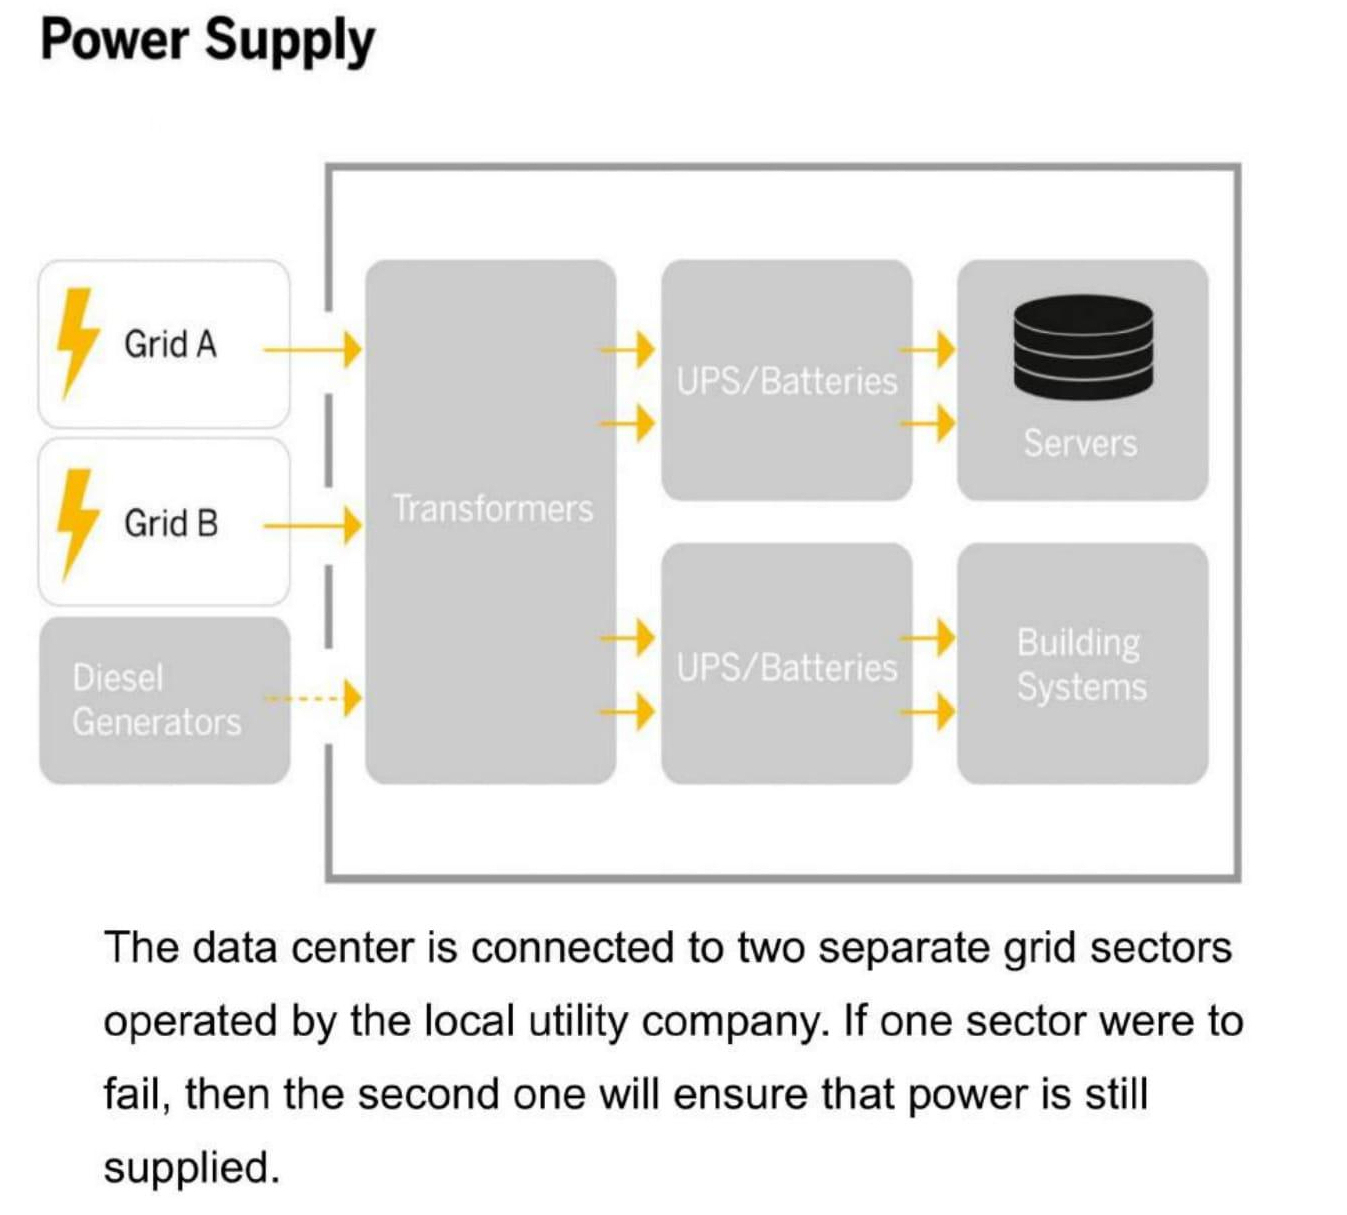 Power Supply
Grid A
Grid B
Diesel
Generators
Transformers
UPS/Batteries
Servers
UPS/Batteries
Building
Systems
The data center is connected to two separate grid sectors
operated by the local utility company. If one sector were to
fail, then the second one will ensure that power is still
supplied.